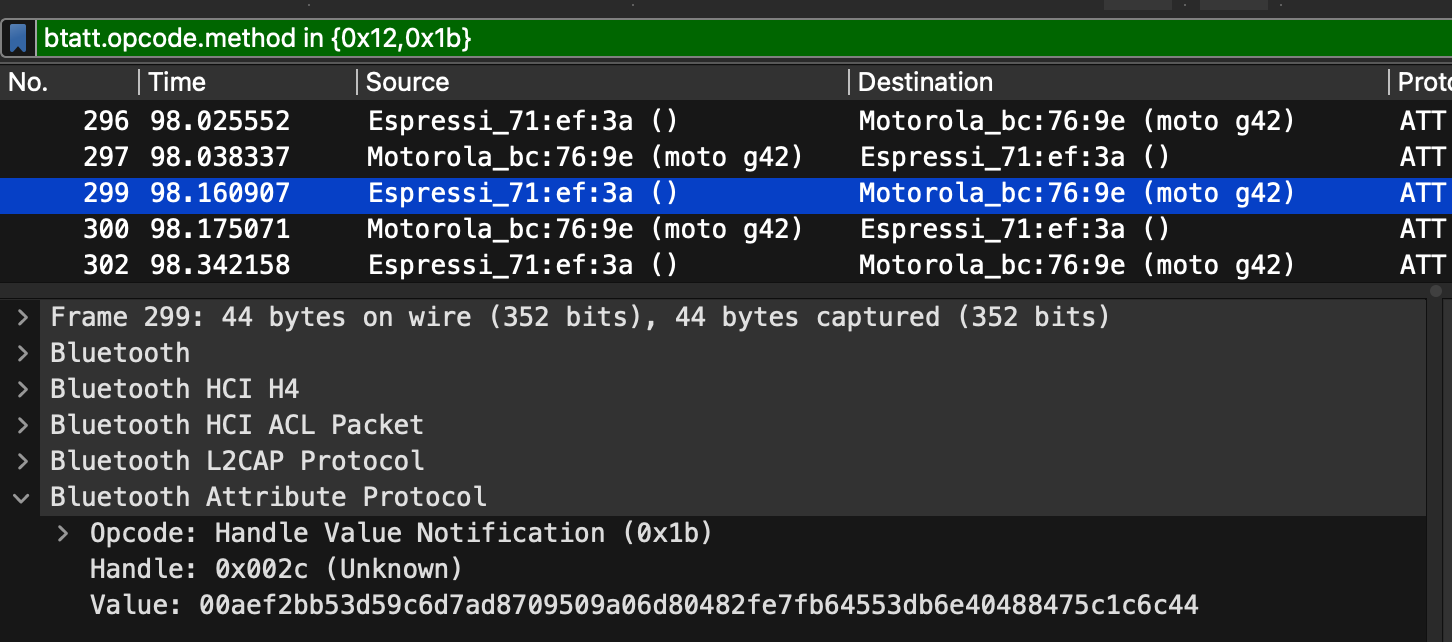 btatt.opcode.method in {0x12,0x1b}
No. Time Source Destination Proto
296 98.025552 Espressi_71:ef:3a () Motorola_bc:76:9e (moto g42) ATT
297 98.038337 Motorola_bc:76:9e (moto g42) Espressi_71:ef:3a () ATT
299 98.160907 Espressi_71:ef:3a () Motorola_bc:76:9e (moto g42) ATT
300 98.175071 Motorola_bc:76:9e (moto g42) Espressi_71:ef:3a () ATT
302 98.342158 Espressi_71:ef:3a () Motorola_bc:76:9e (moto g42) ATT
Frame 299: 44 bytes on wire (352 bits), 44 bytes captured (352 bits)
Bluetooth
Bluetooth HCI H4
Bluetooth HCI ACL Packet
Bluetooth L2CAP Protocol
Bluetooth Attribute Protocol
Opcode: Handle Value Notification (0x1b)
Handle: 0x002c (Unknown)
Value: 00aef2bb53d59c6d7ad8709509a06d80482fe7fb64553db6e40488475c1c6c44